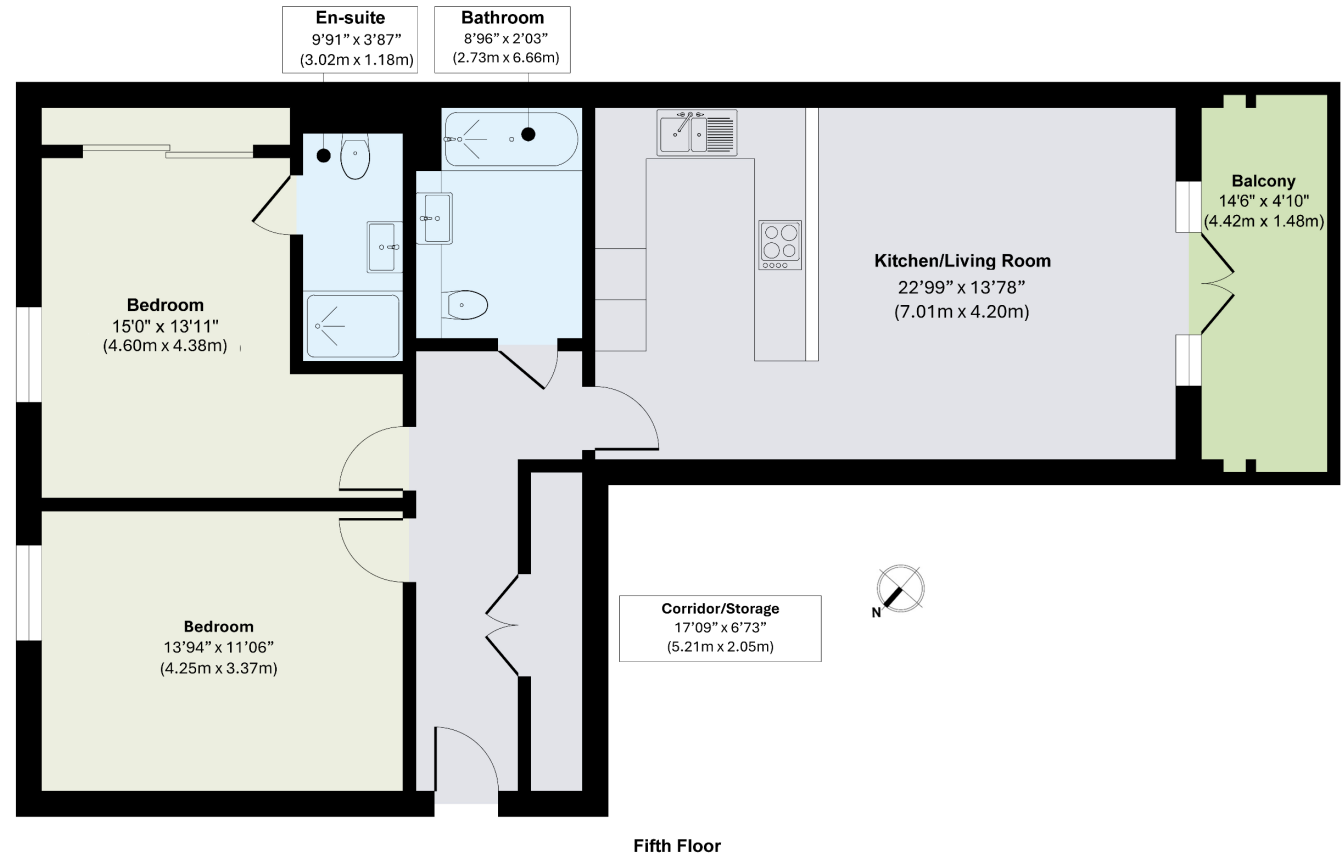 En-suite
9’91” x 3’87”
(3.02m x 1.18m)
Bathroom
8’96” x 2’03”
(2.73m x 6.66m)
Balcony
14'6" x 4'10"
(4.42m x 1.48m)
Kitchen/Living Room
22’99” x 13’78”
(7.01m x 4.20m)
Bedroom
15'0" x 13'11"
(4.60m x 4.38m)
Bedroom
13’94” x 11’06”
(4.25m x 3.37m)
Corridor/Storage
17’09” x 6’73”
(5.21m x 2.05m)
N
Fifth Floor